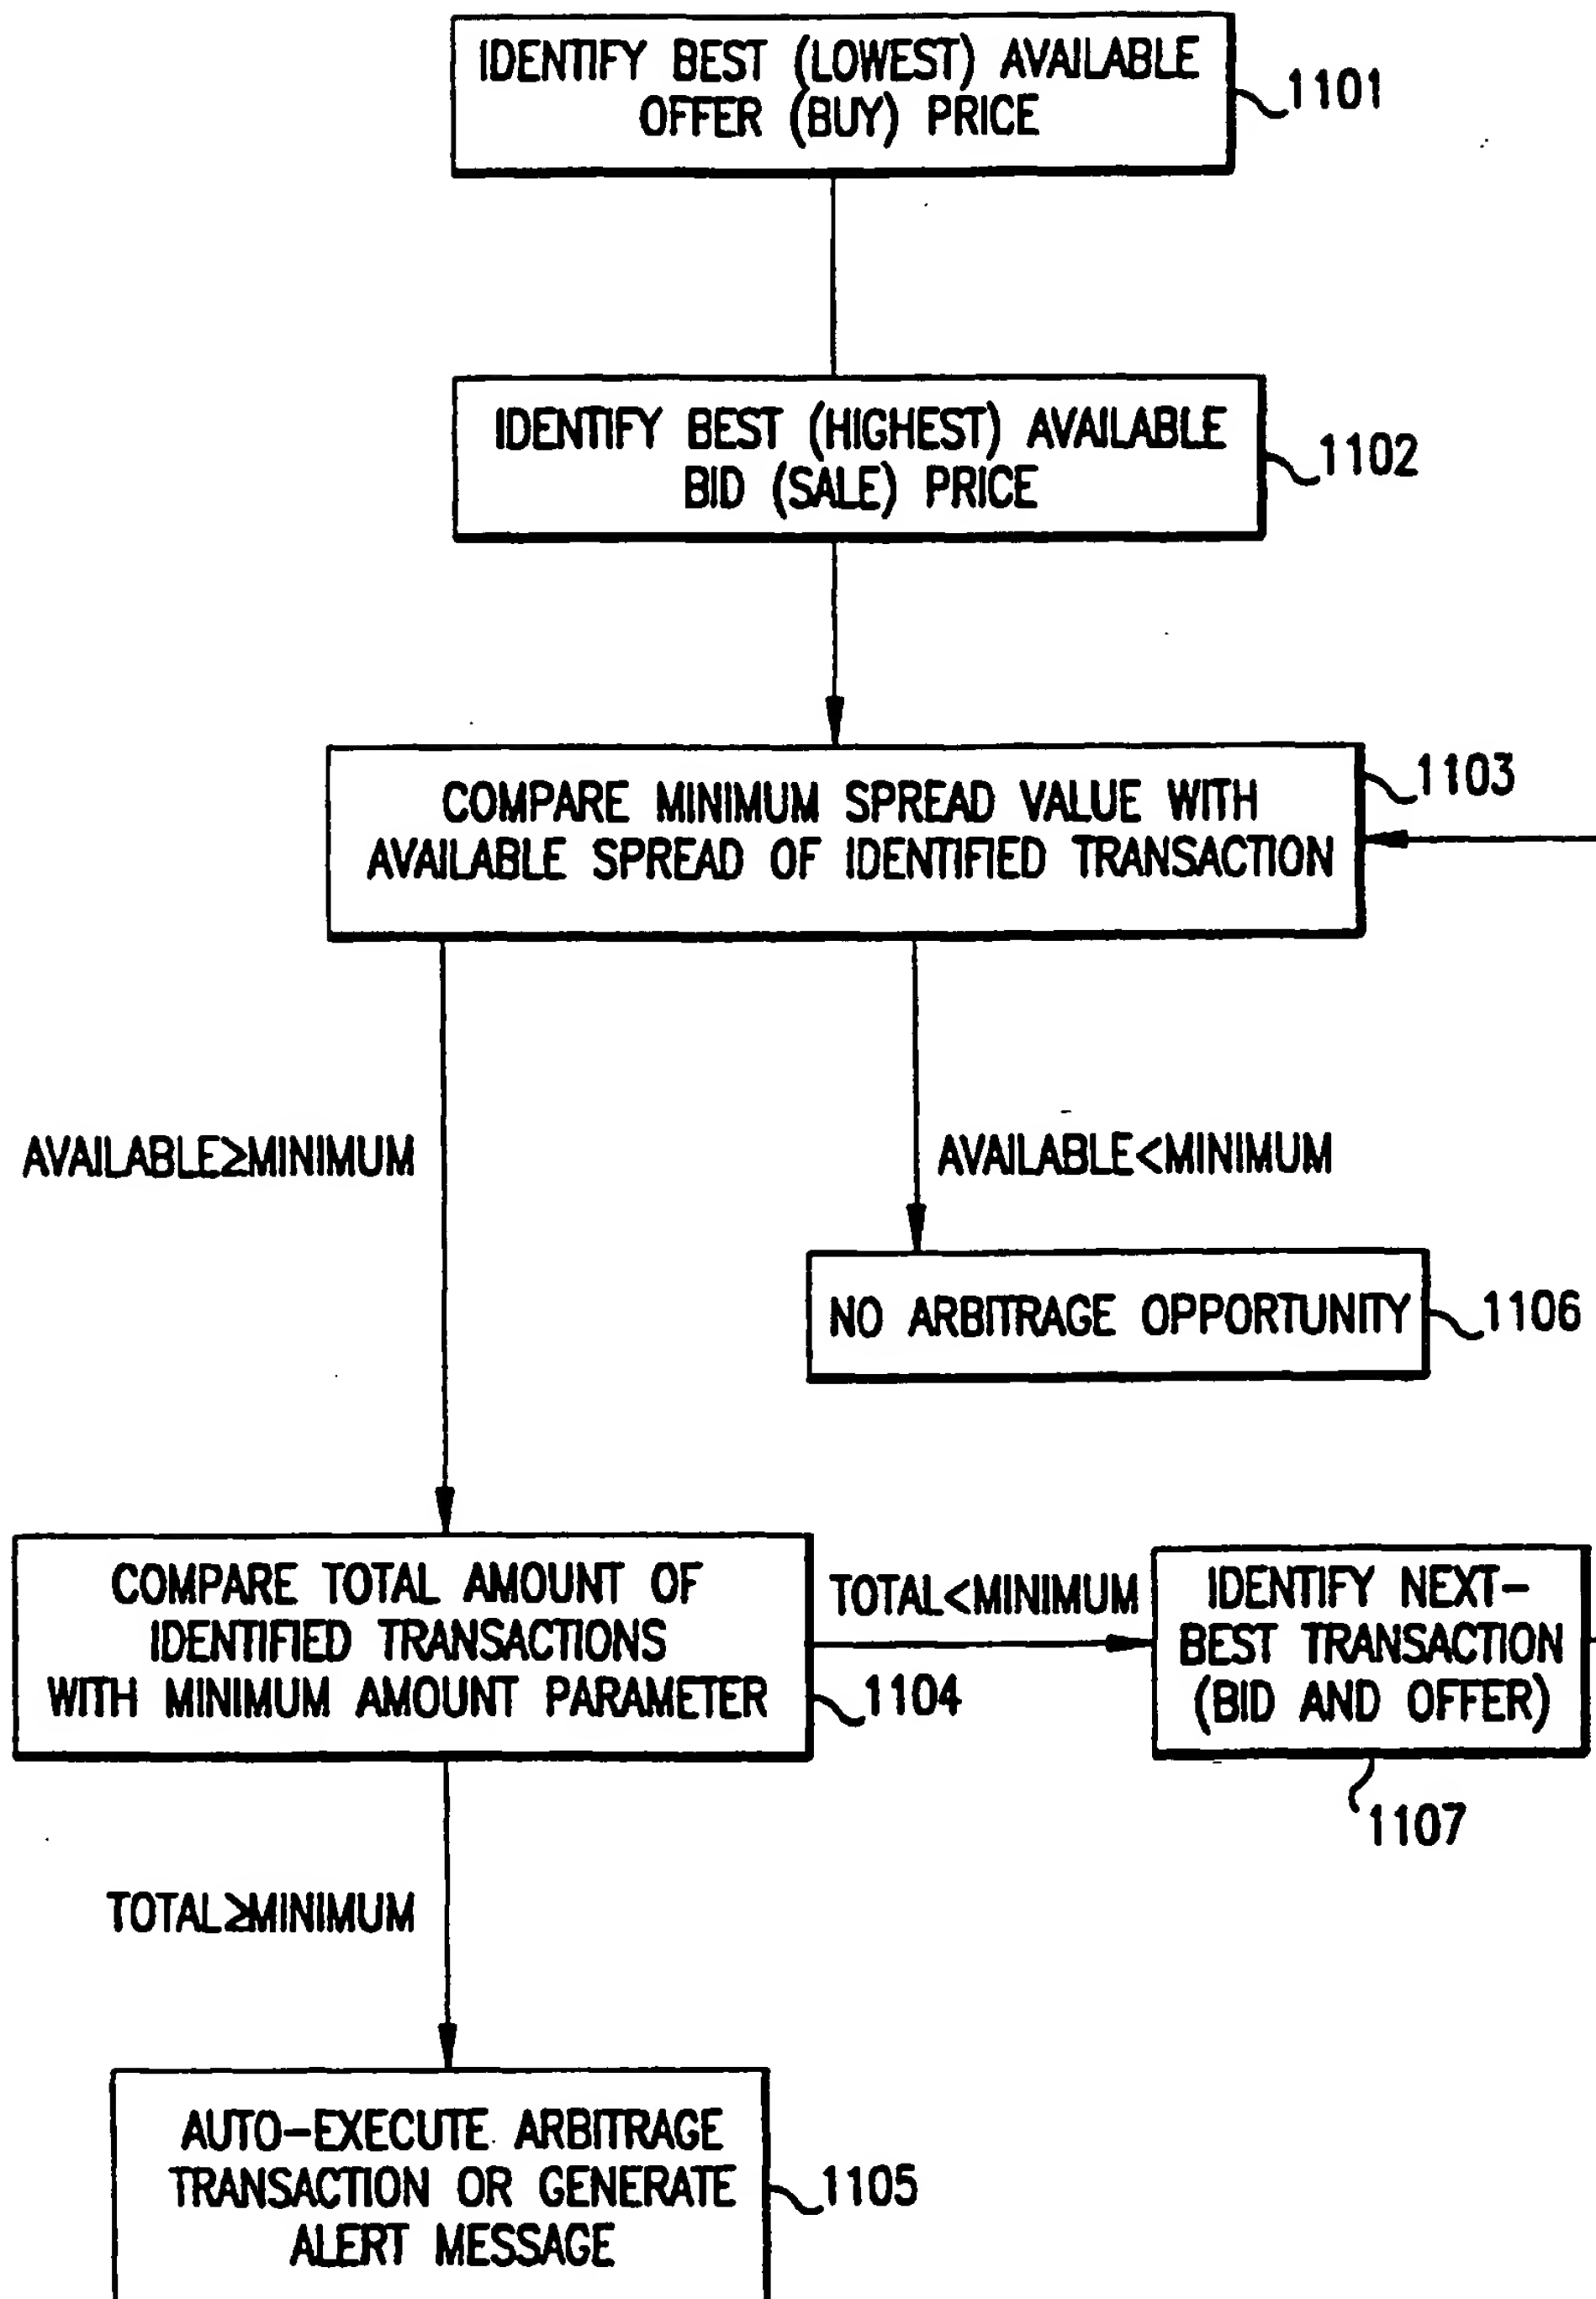 IDENTIFY BEST (LOWEST) AVAILABLE
OFFER (BUY) PRICE
1101
IDENTIFY BEST (HIGHEST) AVAILABLE
BID (SALE) PRICE
1102
COMPARE MINIMUM SPREAD VALUE WITH
AVAILABLE SPREAD OF IDENTIFIED TRANSACTION
1103
AVAILABLE≥MINIMUM
AVAILABLE<MINIMUM
NO ARBITRAGE OPPORTUNITY
1106
COMPARE TOTAL AMOUNT OF
IDENTIFIED TRANSACTIONS
WITH MINIMUM AMOUNT PARAMETER
1104
TOTAL<MINIMUM
IDENTIFY NEXT-
BEST TRANSACTION
(BID AND OFFER)
1107
TOTAL≥MINIMUM
AUTO-EXECUTE ARBITRAGE
TRANSACTION OR GENERATE
ALERT MESSAGE
1105